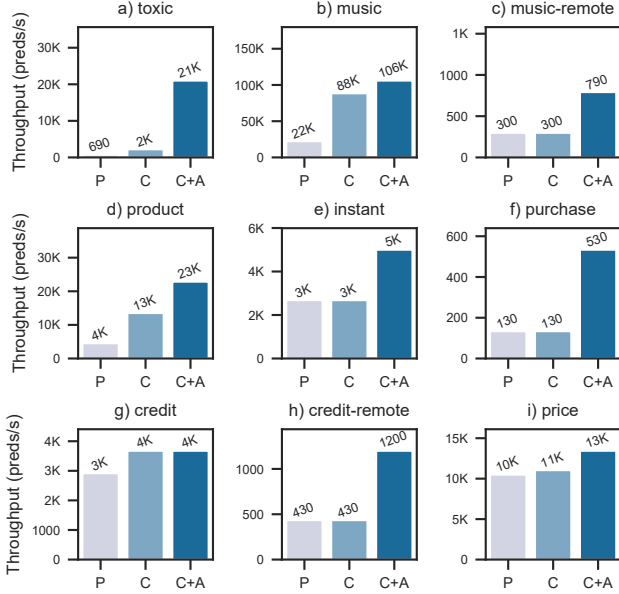 a) toxic
b) music
c) music-remote
Throughput (preds/s)
30K
20K
10K
0
690
2K
21K
P
C
C+A
150K
100K
50K
0
22K
88K
106K
P
C
C+A
1K
1000
500
0
300
300
790
P
C
C+A
d) product
e) instant
f) purchase
Throughput (preds/s)
30K
20K
10K
0
4K
13K
23K
P
C
C+A
6K
4K
2K
0
3K
3K
5K
P
C
C+A
600
400
200
0
130
130
530
P
C
C+A
g) credit
h) credit-remote
i) price
Throughput (preds/s)
4K
3K
2K
1000
0
3K
4K
4K
P
C
C+A
1000
500
0
430
430
1200
P
C
C+A
15K
10K
5K
0
10K
11K
13K
P
C
C+A